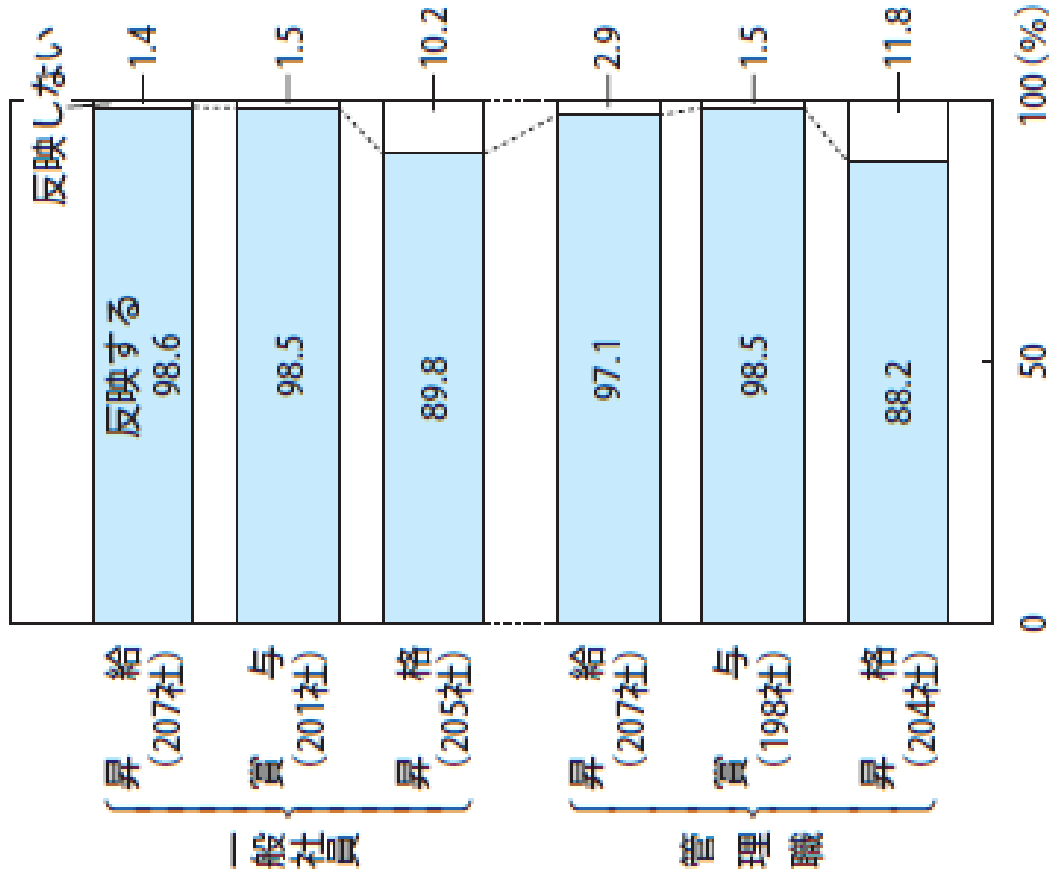 反映しない
一般社員
昇給
(207社)
反映する
98.6
1.4
賞与
(201社)
98.5
1.5
昇格
(205社)
89.8
10.2
管理職
昇給
(207社)
97.1
2.9
賞与
(198社)
98.5
1.5
昇格
(204社)
88.2
11.8
0
50
100(%)